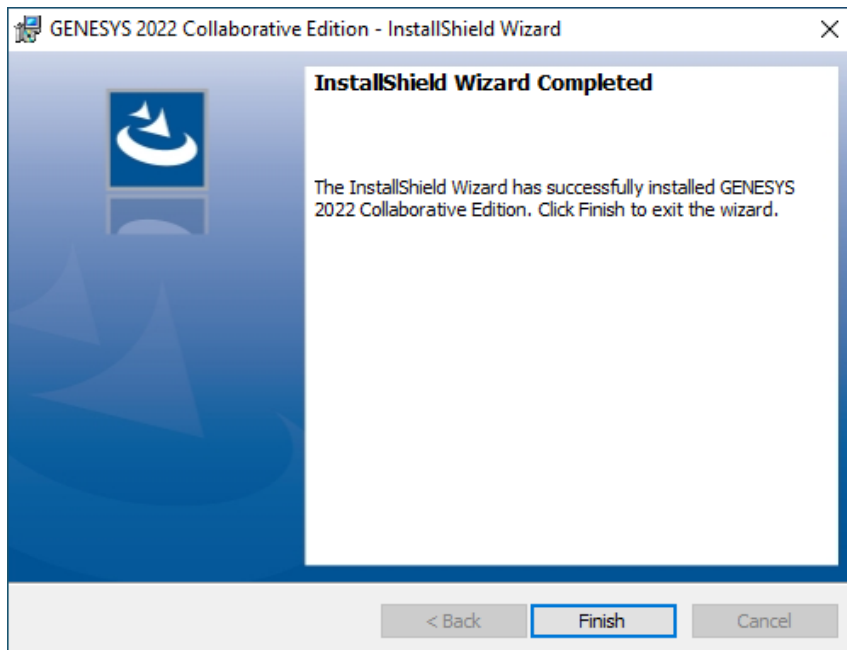 GENESYS 2022 Collaborative Edition - InstallShield Wizard
InstallShield Wizard Completed
The InstallShield Wizard has successfully installed GENESYS
2022 Collaborative Edition. Click Finish to exit the wizard.
< Back Finish Cancel